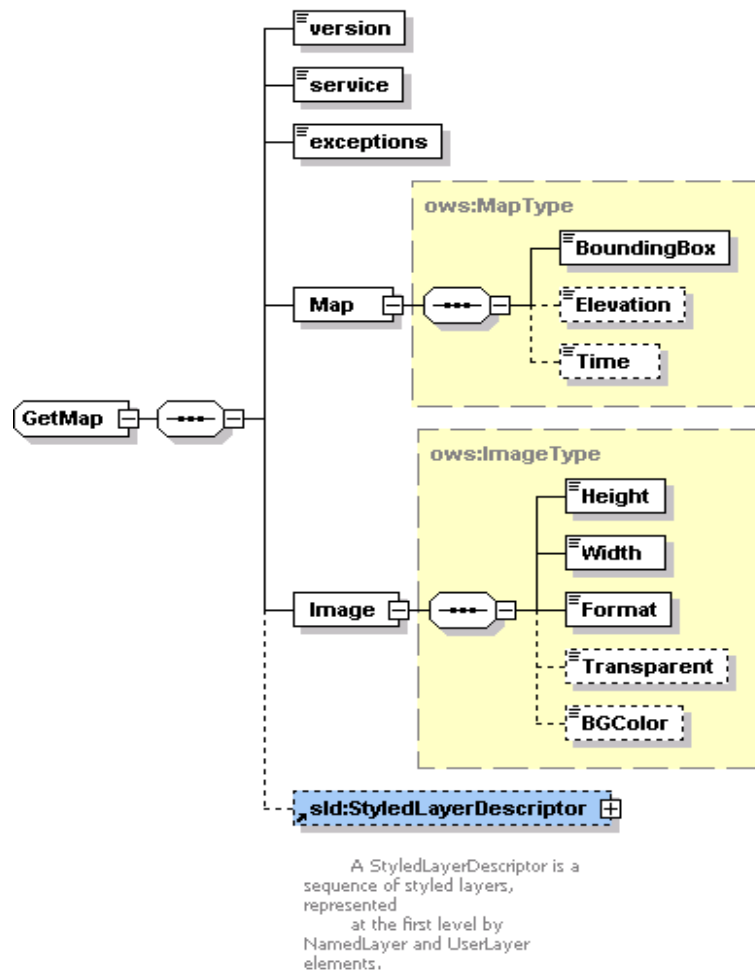 version
service
exceptions
ows:MapType
BoundingBox
Map
Elevation
Time
GetMap
ows:ImageType
Height
Width
Image
Format
Transparent
BGColor
sld:StyledLayerDescriptor
A StyledLayerDescriptor is a
sequence of styled layers,
represented
at the first level by
NamedLayer and UserLayer
elements.